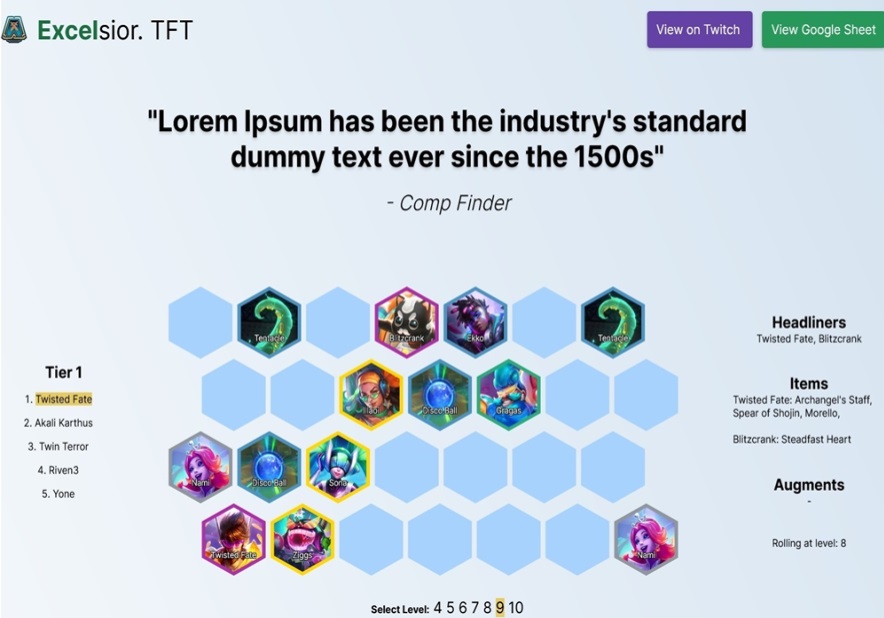 Excelsior. TFT
View on Twitch
View Google Sheet
"Lorem Ipsum has been the industry's standard
dummy text ever since the 1500s"
- Comp Finder
Tier 1
1. Twisted Fate
2. Akali Karthus
3. Twin Terror
4. Riven3
5. Yone
Tentacle
Blitzcrank
Ekko
Tentacle
Illaoi
Disco Ball
Gragas
Nami
Disco Ball
Sona
Twisted Fate
Ziggs
Nami
Headliners
Twisted Fate, Blitzcrank
Items
Twisted Fate: Archangel's Staff,
Spear of Shojin, Morello,
Blitzcrank: Steadfast Heart
Augments
-
Rolling at level: 8
Select Level: 4 5 6 7 8 9 10